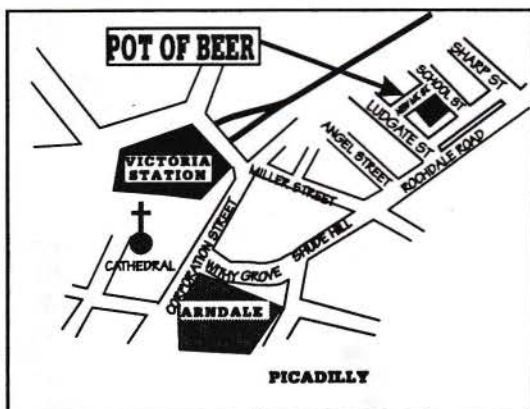 POT OF BEER
SHARP ST
SCHOOL ST
LUDGATE ST
ANGEL STREET
ROCHDALE ROAD
VICTORIA
STATION
MILLER STREET
CORPORATION STREET
SHUDE HILL
WITHY GROVE
CATHEDRAL
ARNDALE
PICADILLY